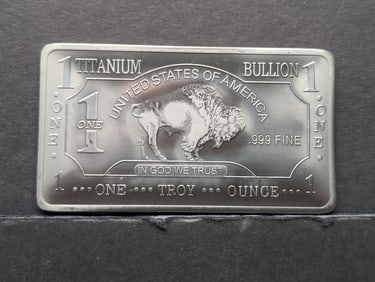 1 TITANIUM BULLION 1
UNITED STATES OF AMERICA
1
ONE
.999 FINE
· ONE ·
· ONE ·
IN GOD WE TRUST
1 ••• ONE ••• TROY ••• OUNCE ••• 1